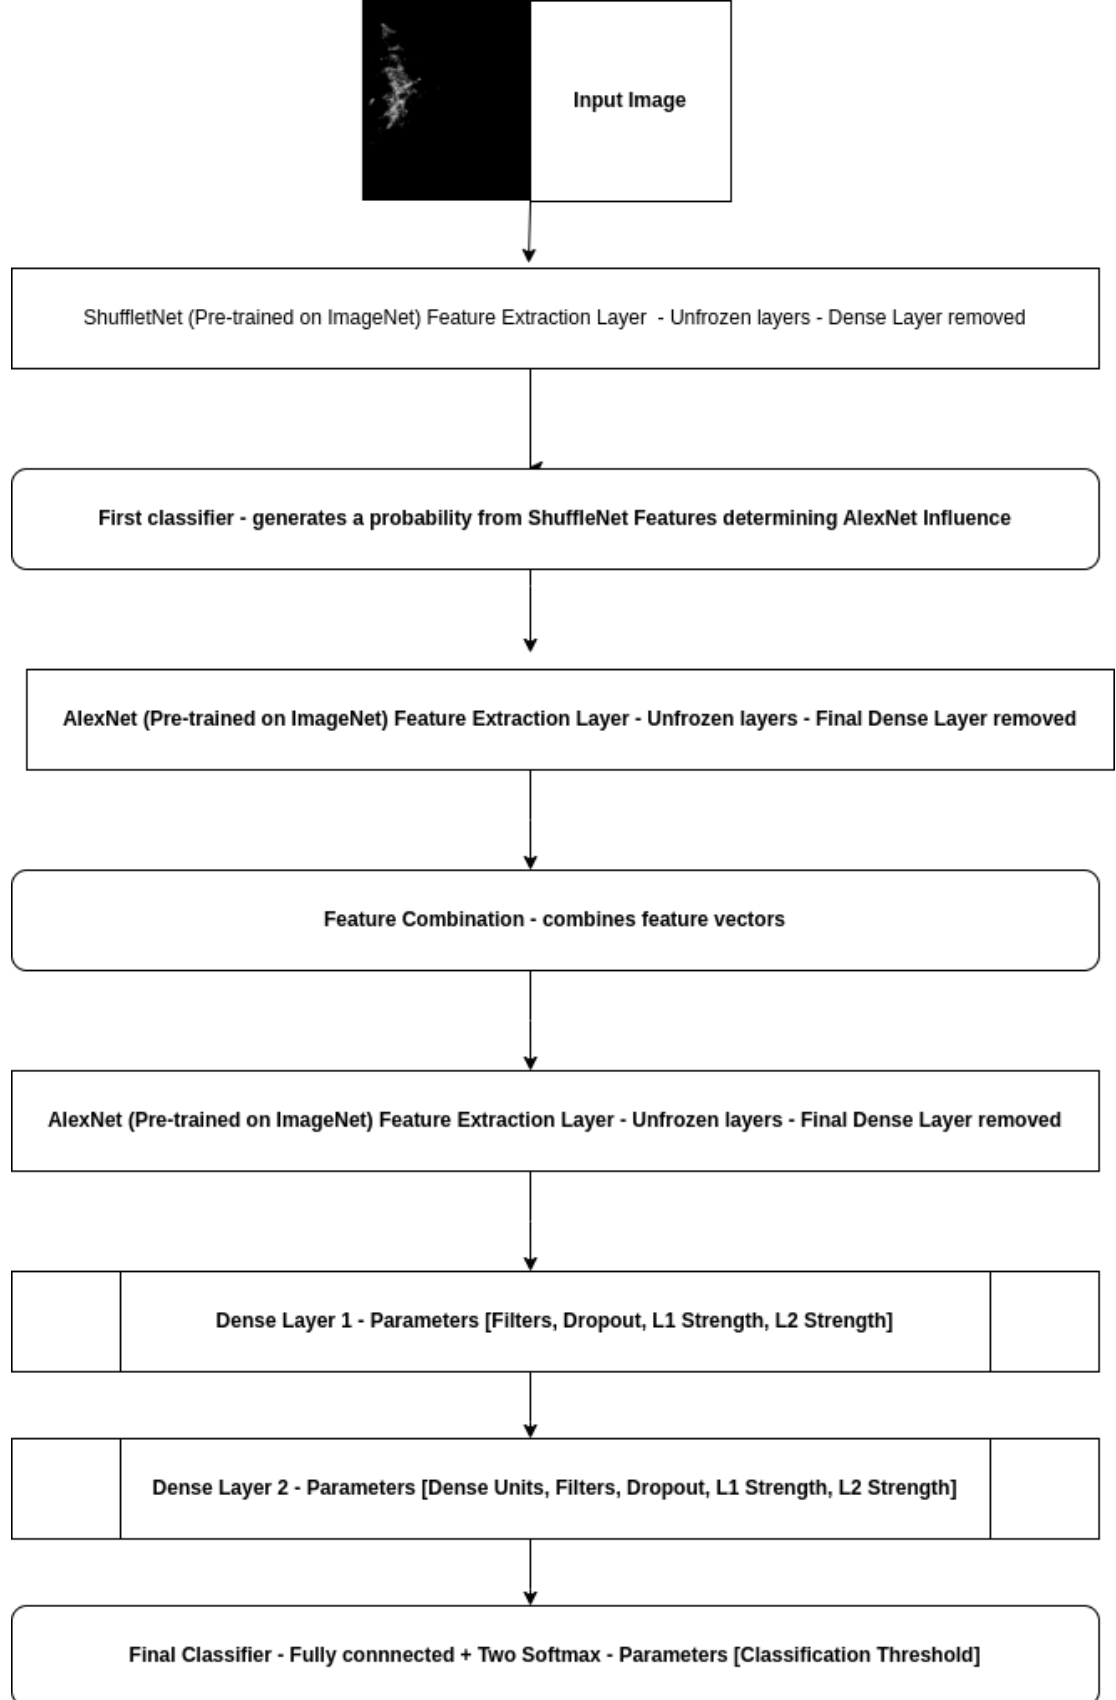 Input Image
ShuffletNet (Pre-trained on ImageNet) Feature Extraction Layer - Unfrozen layers - Dense Layer removed
First classifier - generates a probability from ShuffleNet Features determining AlexNet Influence
AlexNet (Pre-trained on ImageNet) Feature Extraction Layer - Unfrozen layers - Final Dense Layer removed
Feature Combination - combines feature vectors
AlexNet (Pre-trained on ImageNet) Feature Extraction Layer - Unfrozen layers - Final Dense Layer removed
Dense Layer 1 - Parameters [Filters, Dropout, L1 Strength, L2 Strength]
Dense Layer 2 - Parameters [Dense Units, Filters, Dropout, L1 Strength, L2 Strength]
Final Classifier - Fully connnected + Two Softmax - Parameters [Classification Threshold]